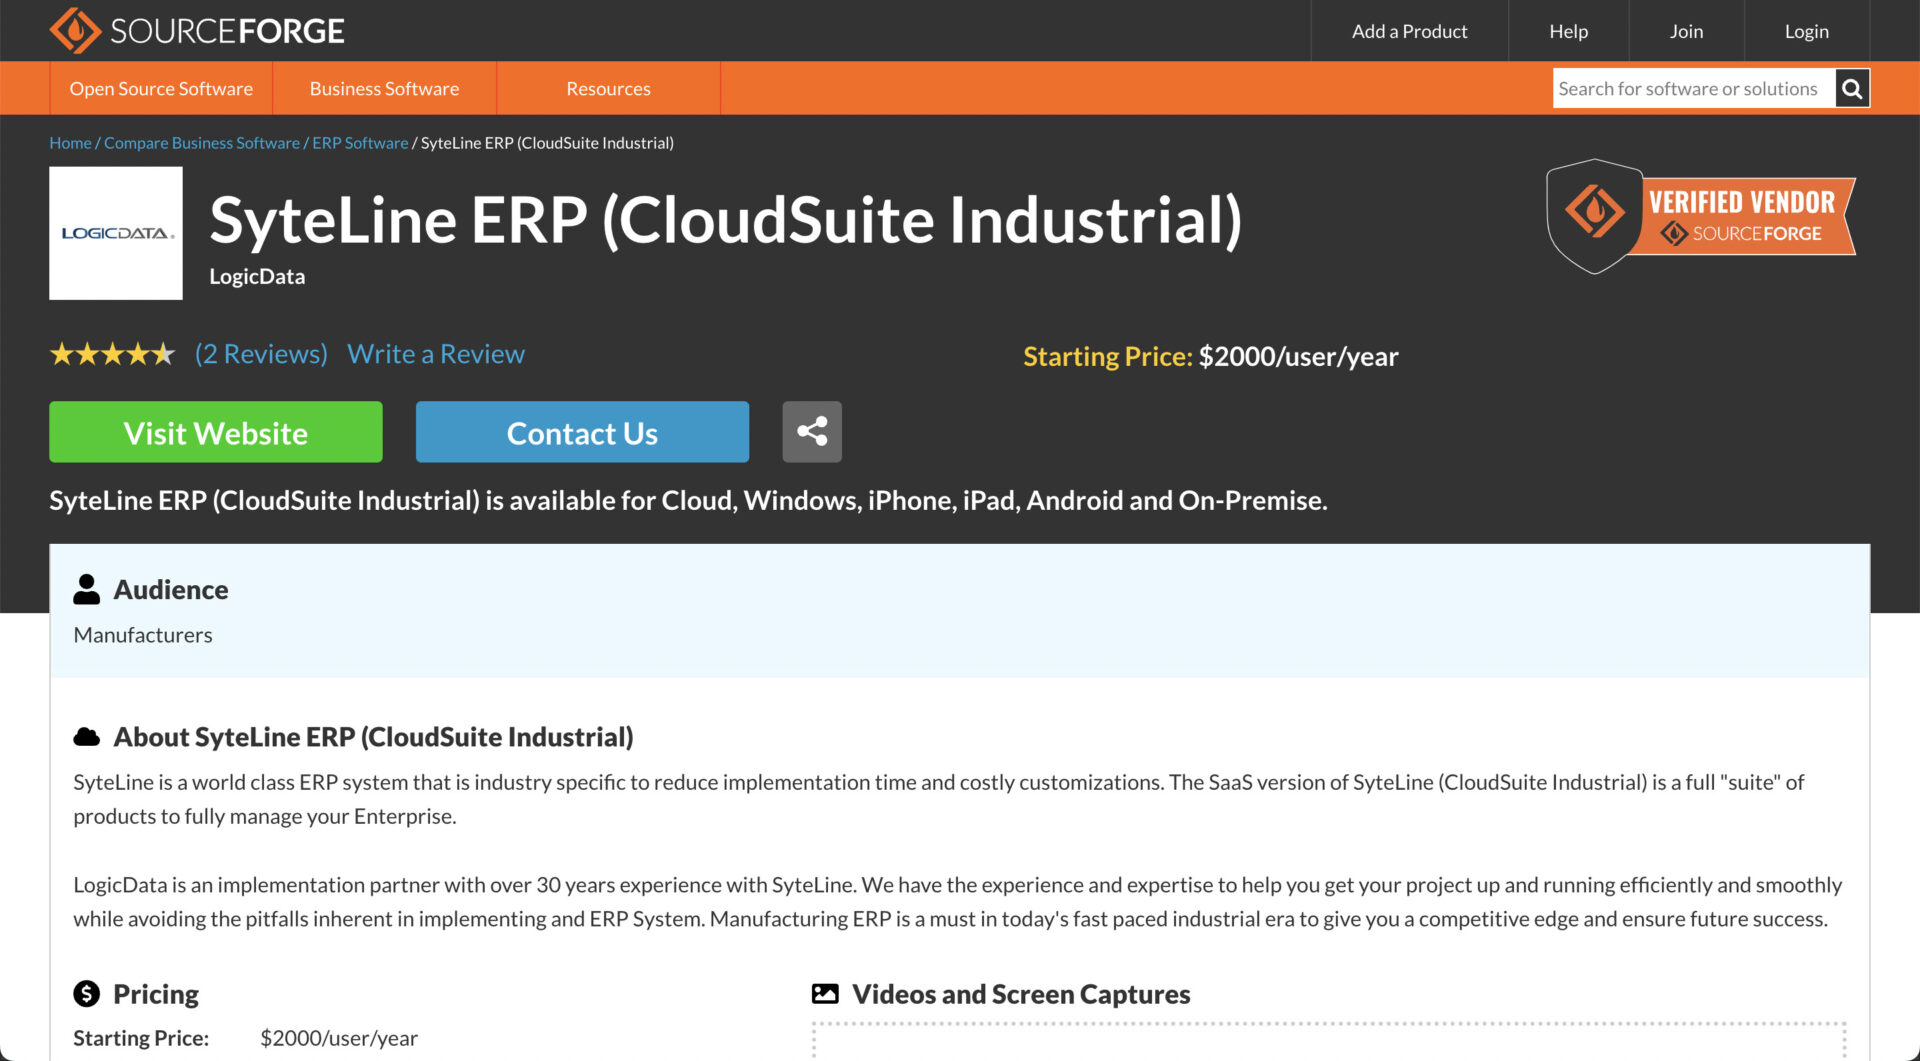 SOURCEFORGE
Add a Product
Help
Join
Login
Open Source Software
Business Software
Resources
Search for software or solutions
Home / Compare Business Software / ERP Software / SyteLine ERP (CloudSuite Industrial)
LOGICDATA.
SyteLine ERP (CloudSuite Industrial)
LogicData
VERIFIED VENDOR
SOURCEFORGE
(2 Reviews) Write a Review
Starting Price: $2000/user/year
Visit Website
Contact Us
SyteLine ERP (CloudSuite Industrial) is available for Cloud, Windows, iPhone, iPad, Android and On-Premise.
Audience
Manufacturers
About SyteLine ERP (CloudSuite Industrial)
SyteLine is a world class ERP system that is industry specific to reduce implementation time and costly customizations. The SaaS version of SyteLine (CloudSuite Industrial) is a full "suite" of
products to fully manage your Enterprise.
LogicData is an implementation partner with over 30 years experience with SyteLine. We have the experience and expertise to help you get your project up and running efficiently and smoothly
while avoiding the pitfalls inherent in implementing and ERP System. Manufacturing ERP is a must in today's fast paced industrial era to give you a competitive edge and ensure future success.
Pricing
Starting Price: $2000/user/year
Videos and Screen Captures